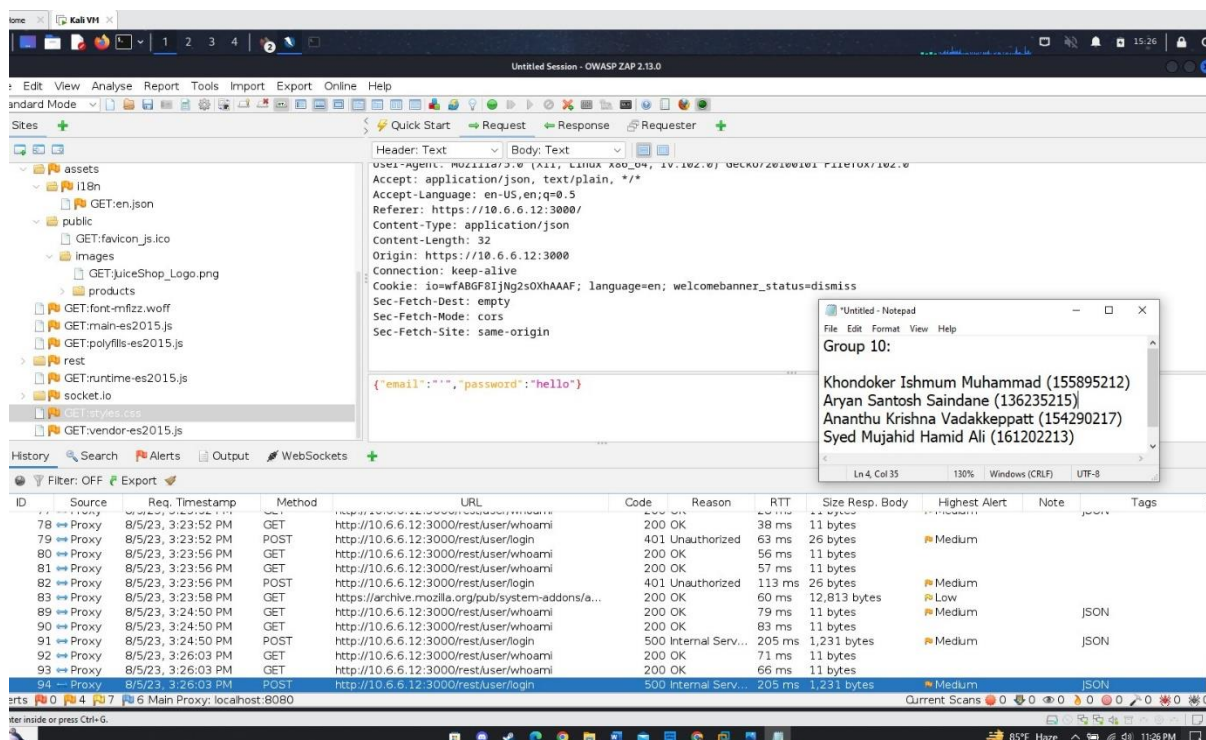 ome
Kali VM
1 2 3 4
15:26
Untitled Session - OWASP ZAP 2.13.0
Edit View Analyse Report Tools Import Export Online Help
andard Mode
Sites
Quick Start Request Response Requester
Header: Text Body: Text
assets
i18n
GET:en.json
public
GET:favicon_js.ico
images
GET:JuiceShop_Logo.png
products
GET:font-mfizz.woff
GET:main-es2015.js
GET:polyfills-es2015.js
rest
GET:runtime-es2015.js
socket.io
GET:styles.css
GET:vendor-es2015.js
Accept: application/json, text/plain, */*
Accept-Language: en-US,en;q=0.5
Referer: https://10.6.6.12:3000/
Content-Type: application/json
Content-Length: 32
Origin: https://10.6.6.12:3000
Connection: keep-alive
Cookie: io=wfABGF8IjNg2sOXhAAAF; language=en; welcomebanner_status=dismiss
Sec-Fetch-Dest: empty
Sec-Fetch-Mode: cors
Sec-Fetch-Site: same-origin
{"email":"'","password":"hello"}
*Untitled - Notepad
File Edit Format View Help
Group 10:
Khondoker Ishmum Muhammad (155895212)
Aryan Santosh Saindane (136235215)
Ananthu Krishna Vadakkeppatt (154290217)
Syed Mujahid Hamid Ali (161202213)
Ln 4, Col 35 130% Windows (CRLF) UTF-8
History Search Alerts Output WebSockets
Filter: OFF Export
ID Source Req. Timestamp Method URL Code Reason RTT Size Resp. Body Highest Alert Note Tags
78 Proxy 8/5/23, 3:23:52 PM GET http://10.6.6.12:3000/rest/user/whoami 200 OK 38 ms 11 bytes
79 Proxy 8/5/23, 3:23:52 PM POST http://10.6.6.12:3000/rest/user/login 401 Unauthorized 63 ms 26 bytes Medium
80 Proxy 8/5/23, 3:23:56 PM GET http://10.6.6.12:3000/rest/user/whoami 200 OK 56 ms 11 bytes
81 Proxy 8/5/23, 3:23:56 PM GET http://10.6.6.12:3000/rest/user/whoami 200 OK 57 ms 11 bytes
82 Proxy 8/5/23, 3:23:56 PM POST http://10.6.6.12:3000/rest/user/login 401 Unauthorized 113 ms 26 bytes Medium
83 Proxy 8/5/23, 3:23:58 PM GET https://archive.mozilla.org/pub/system-addons/a... 200 OK 60 ms 12,813 bytes Low
89 Proxy 8/5/23, 3:24:50 PM GET http://10.6.6.12:3000/rest/user/whoami 200 OK 79 ms 11 bytes Medium JSON
90 Proxy 8/5/23, 3:24:50 PM GET http://10.6.6.12:3000/rest/user/whoami 200 OK 83 ms 11 bytes
91 Proxy 8/5/23, 3:24:50 PM POST http://10.6.6.12:3000/rest/user/login 500 Internal Serv... 205 ms 1,231 bytes Medium JSON
92 Proxy 8/5/23, 3:26:03 PM GET http://10.6.6.12:3000/rest/user/whoami 200 OK 71 ms 11 bytes
93 Proxy 8/5/23, 3:26:03 PM GET http://10.6.6.12:3000/rest/user/whoami 200 OK 66 ms 11 bytes
94 Proxy 8/5/23, 3:26:03 PM POST http://10.6.6.12:3000/rest/user/login 500 Internal Serv... 205 ms 1,231 bytes Medium JSON
erts 0 4 7 6 Main Proxy: localhost:8080 Current Scans 0 0 0 0 0 0 0
nter inside or press Ctrl+G.
85°F Haze 11:26 PM